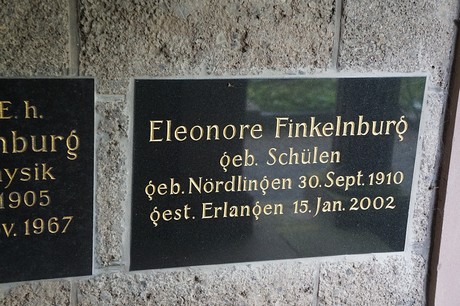 E. h.
nburg
ysik
1905
v. 1967
Eleonore Finkelnburg
geb. Schülen
geb. Nördlingen 30. Sept. 1910
gest. Erlangen 15. Jan. 2002